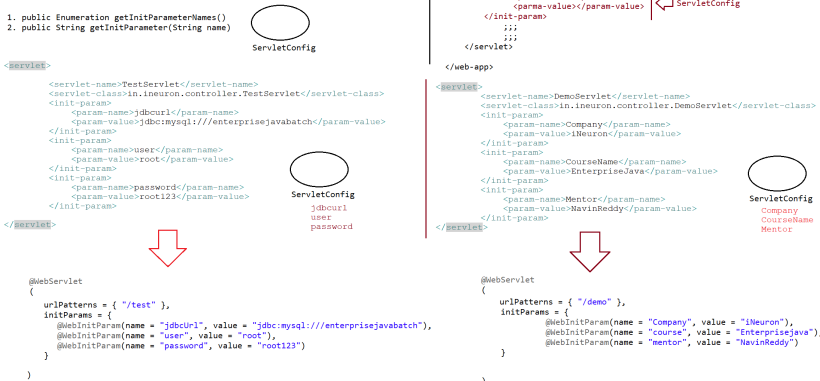 1. public Enumeration getInitParameterNames()
2. public String getInitParameter(String name)
ServletConfig
<servlet>
<servlet-name>TestServlet</servlet-name>
<servlet-class>in.ineuron.controller.TestServlet</servlet-class>
<init-param>
<param-name>jdbcurl</param-name>
<param-value>jdbc:mysql:///enterprisejavabatch</param-value>
</init-param>
<init-param>
<param-name>user</param-name>
<param-value>root</param-value>
</init-param>
<init-param>
<param-name>password</param-name>
<param-value>root123</param-value>
</init-param>
</servlet>
ServletConfig
jdbcurl
user
password
@WebServlet
(
urlPatterns = { "/test" },
initParams = {
@WebInitParam(name = "jdbcUrl", value = "jdbc:mysql:///enterprisejavabatch"),
@WebInitParam(name = "user", value = "root"),
@WebInitParam(name = "password", value = "root123")
}
)
<parma-value></param-value>
</init-param>
;;;
;;;
</servlet>
</web-app>
ServletConfig
<servlet>
<servlet-name>DemoServlet</servlet-name>
<servlet-class>in.ineuron.controller.DemoServlet</servlet-class>
<init-param>
<param-name>Company</param-name>
<param-value>iNeuron</param-value>
</init-param>
<init-param>
<param-name>CourseName</param-name>
<param-value>EnterpriseJava</param-value>
</init-param>
<init-param>
<param-name>Mentor</param-name>
<param-value>NavinReddy</param-value>
</init-param>
</servlet>
ServletConfig
Company
CourseName
Mentor
@WebServlet
(
urlPatterns = { "/demo" },
initParams = {
@WebInitParam(name = "Company", value = "iNeuron"),
@WebInitParam(name = "course", value = "Enterprisejava"),
@WebInitParam(name = "mentor", value = "NavinReddy")
}
)